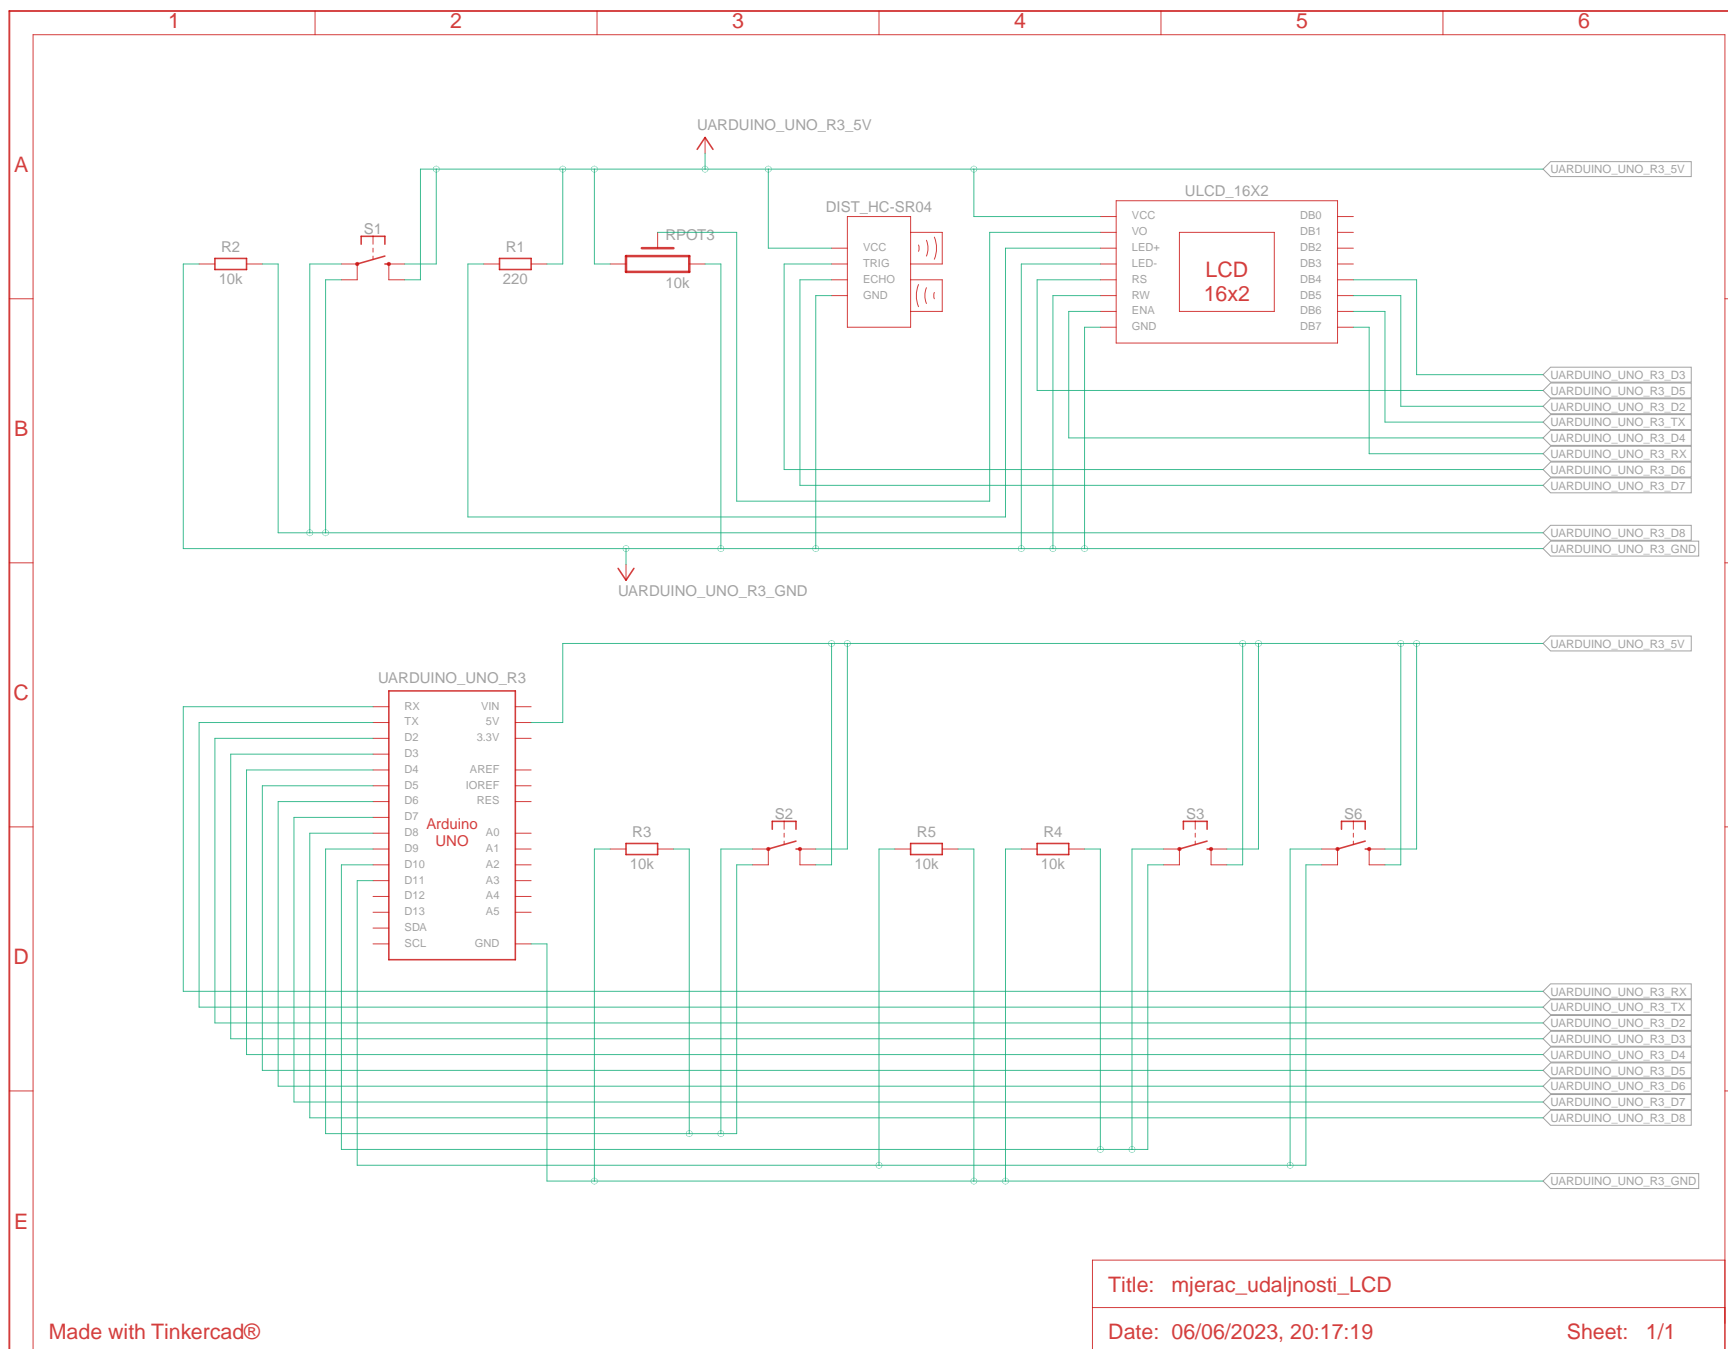 1 2 3 4 5 6
A
B
C
D
E
UARDUINO_UNO_R3_5V
UARDUINO_UNO_R3_5V
R2
10k
S1
R1
220
RPOT3
10k
DIST_HC-SR04
VCC
TRIG
ECHO
GND
ULCD_16X2
VCC DB0
VO DB1
LED+ DB2
LED- DB3
RS DB4
RW DB5
ENA DB6
GND DB7
LCD
16x2
UARDUINO_UNO_R3_D3
UARDUINO_UNO_R3_D5
UARDUINO_UNO_R3_D2
UARDUINO_UNO_R3_TX
UARDUINO_UNO_R3_D4
UARDUINO_UNO_R3_RX
UARDUINO_UNO_R3_D6
UARDUINO_UNO_R3_D7
UARDUINO_UNO_R3_D8
UARDUINO_UNO_R3_GND
UARDUINO_UNO_R3_GND
UARDUINO_UNO_R3_5V
UARDUINO_UNO_R3
RX VIN
TX 5V
D2 3.3V
D3
D4 AREF
D5 IOREF
D6 RES
D7
D8 A0
D9 A1
D10 A2
D11 A3
D12 A4
D13 A5
SDA
SCL GND
Arduino
UNO
R3
10k
S2
R5
10k
R4
10k
S3
S6
UARDUINO_UNO_R3_RX
UARDUINO_UNO_R3_TX
UARDUINO_UNO_R3_D2
UARDUINO_UNO_R3_D3
UARDUINO_UNO_R3_D4
UARDUINO_UNO_R3_D5
UARDUINO_UNO_R3_D6
UARDUINO_UNO_R3_D7
UARDUINO_UNO_R3_D8
UARDUINO_UNO_R3_GND
Title: mjerac_udaljnosti_LCD
Made with Tinkercad®
Date: 06/06/2023, 20:17:19 Sheet: 1/1